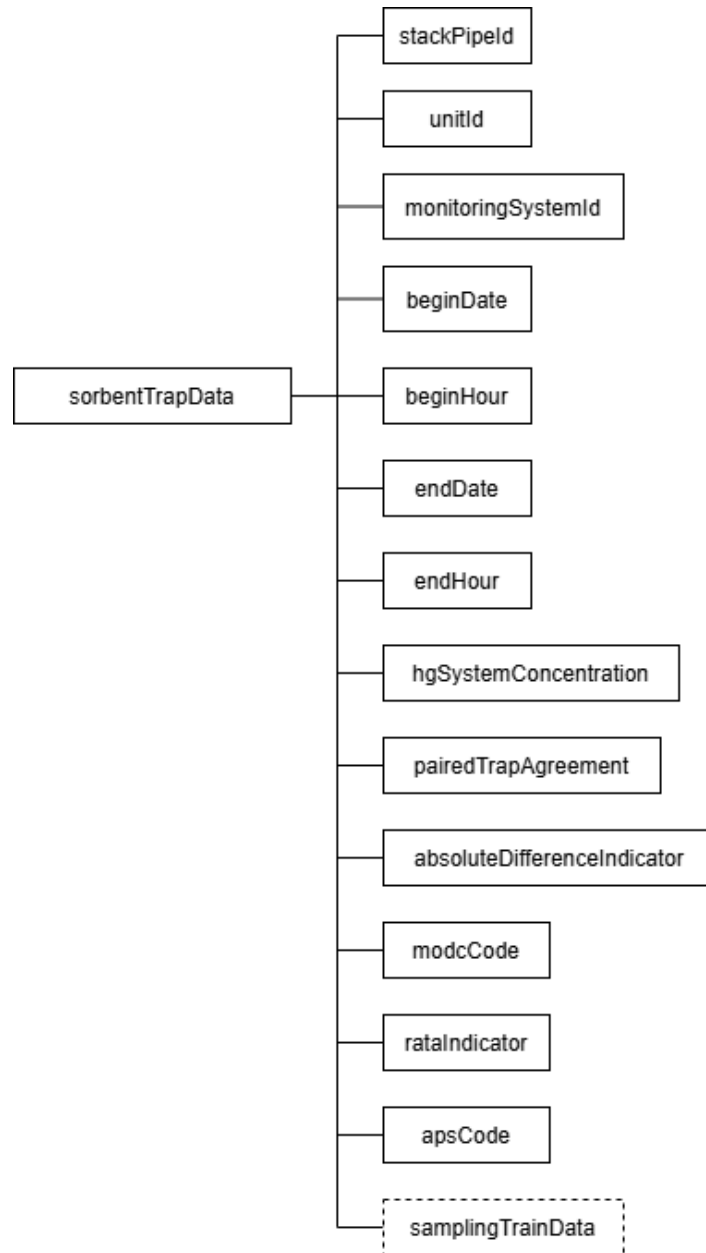 stackPipeId
unitId
monitoringSystemId
beginDate
sorbentTrapData
beginHour
endDate
endHour
hgSystemConcentration
pairedTrapAgreement
absoluteDifferenceIndicator
modcCode
rataIndicator
apsCode
samplingTrainData